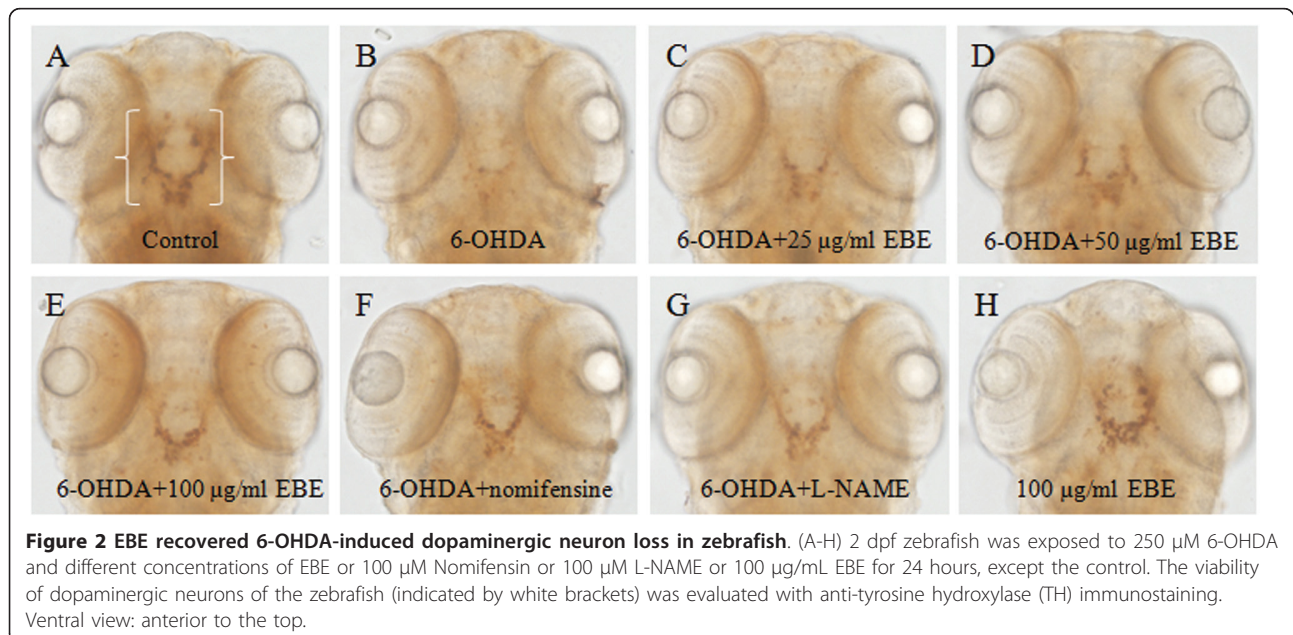 A
B
C
D
Control
6-OHDA
6-OHDA+25 μg/ml EBE
6-OHDA+50 μg/ml EBE
E
F
G
H
6-OHDA+100 μg/ml EBE
6-OHDA+nomifensine
6-OHDA+L-NAME
100 μg/ml EBE
Figure 2 EBE recovered 6-OHDA-induced dopaminergic neuron loss in zebrafish. (A-H) 2 dpf zebrafish was exposed to 250 μM 6-OHDA
and different concentrations of EBE or 100 μM Nomifensin or 100 μM L-NAME or 100 μg/mL EBE for 24 hours, except the control. The viability
of dopaminergic neurons of the zebrafish (indicated by white brackets) was evaluated with anti-tyrosine hydroxylase (TH) immunostaining.
Ventral view: anterior to the top.